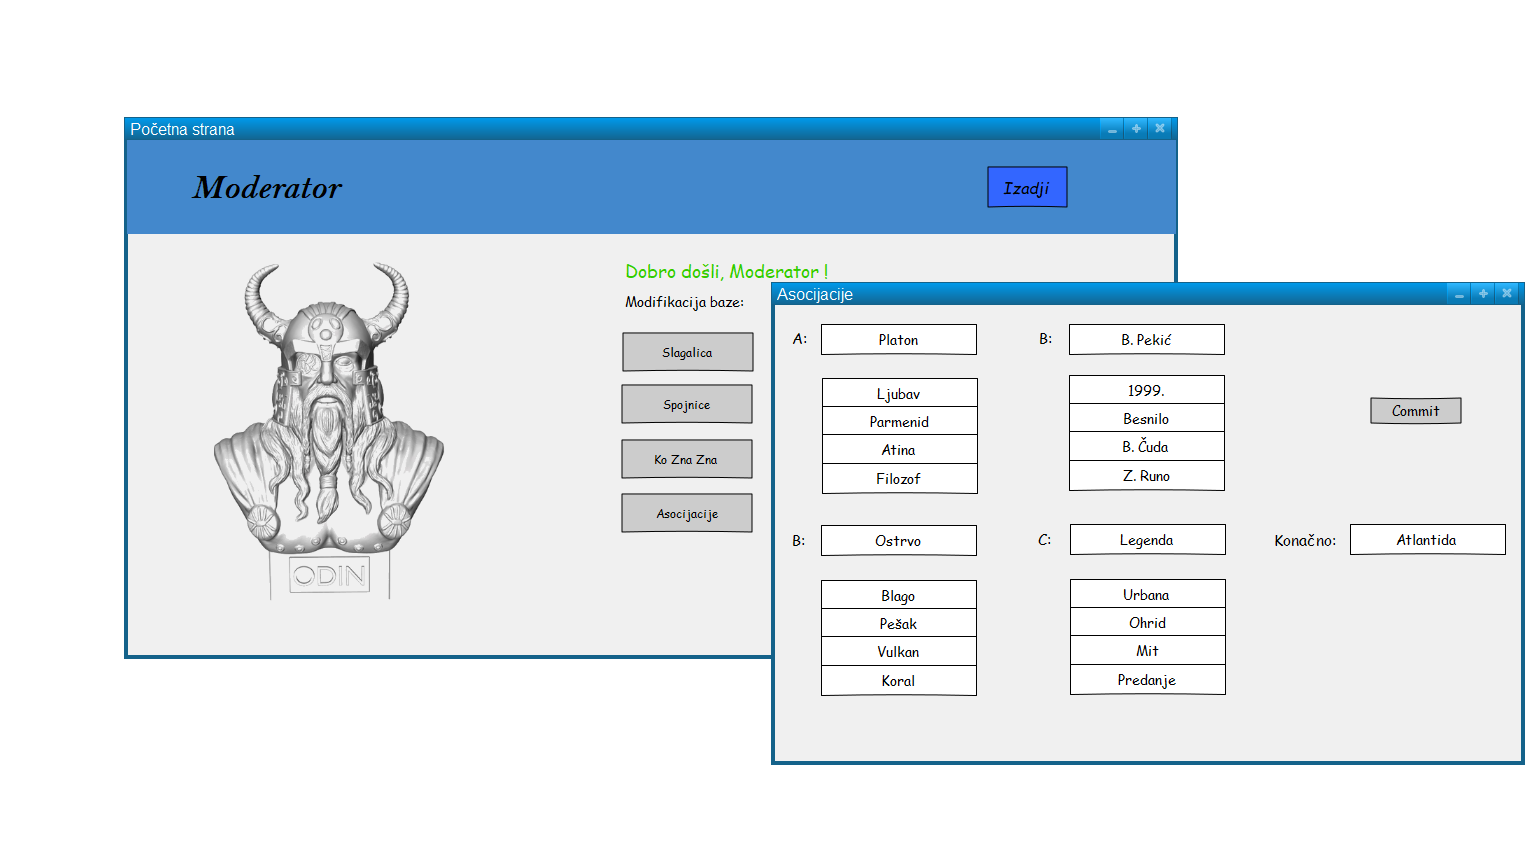 Početna strana
Moderator
Izadji
Dobro došli, Moderator !
Modifikacija baze:
Slagalica
Spojnice
Ko Zna Zna
Asocijacije
ODIN
Asocijacije
A:
Platon
Ljubav
Parmenid
Atina
Filozof
B:
B. Pekić
1999.
Besnilo
B. Čuda
Z. Runo
Commit
B:
Ostrvo
Blago
Pešak
Vulkan
Koral
C:
Legenda
Urbana
Ohrid
Mit
Predanje
Konačno:
Atlantida